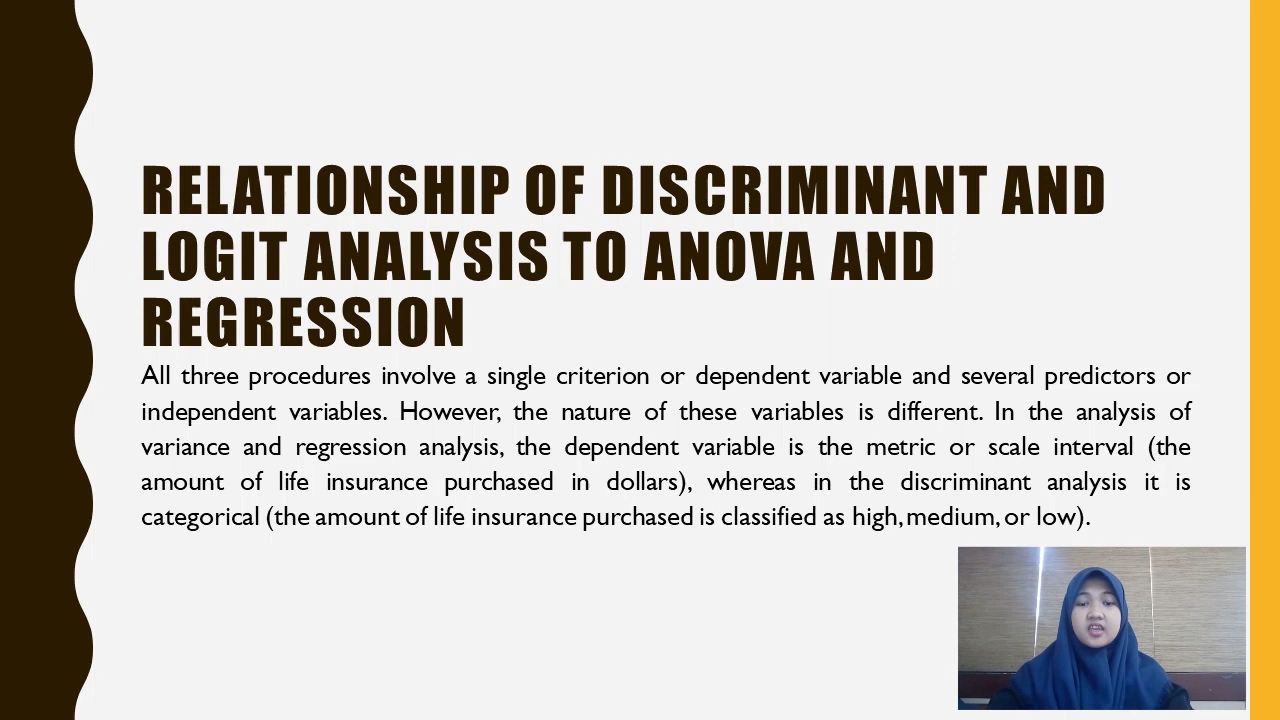 RELATIONSHIP OF DISCRIMINANT AND
LOGIT ANALYSIS TO ANOVA AND
REGRESSION
All three procedures involve a single criterion or dependent variable and several predictors or
independent variables. However, the nature of these variables is different. In the analysis of
variance and regression analysis, the dependent variable is the metric or scale interval (the
amount of life insurance purchased in dollars), whereas in the discriminant analysis it is
categorical (the amount of life insurance purchased is classified as high, medium, or low).